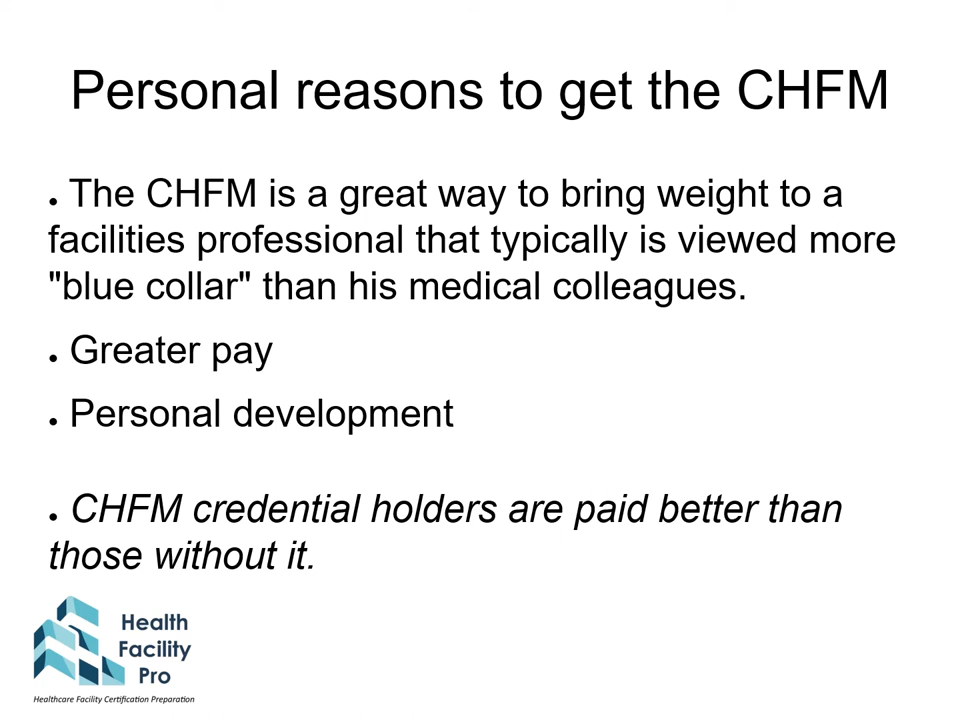 Personal reasons to get the CHFM
● The CHFM is a great way to bring weight to a
facilities professional that typically is viewed more
"blue collar" than his medical colleagues.
● Greater pay
● Personal development
● CHFM credential holders are paid better than
those without it.
Health
Facility
Pro
Healthcare Facility Certification Preparation